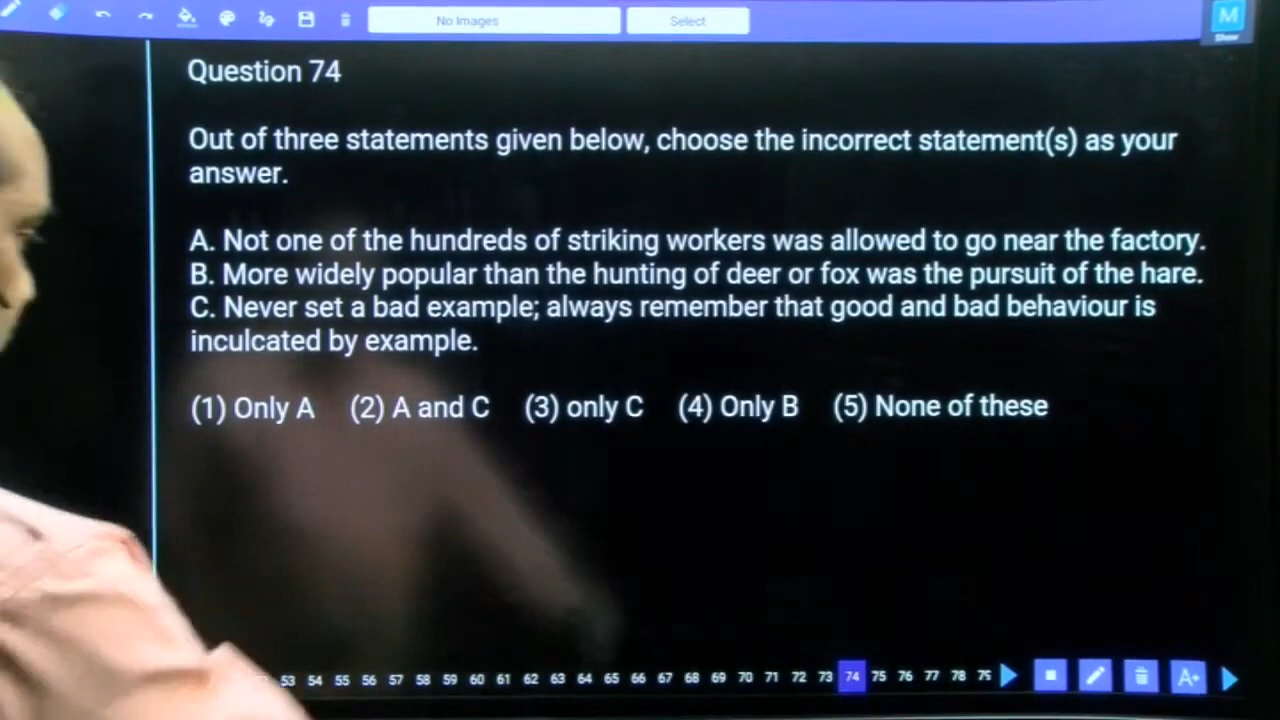 No Images
Select
M
Show
Question 74
Out of three statements given below, choose the incorrect statement(s) as your
answer.
A. Not one of the hundreds of striking workers was allowed to go near the factory.
B. More widely popular than the hunting of deer or fox was the pursuit of the hare.
C. Never set a bad example; always remember that good and bad behaviour is
inculcated by example.
(1) Only A (2) A and C (3) only C (4) Only B (5) None of these
53 54 55 56 57 58 59 60 61 62 63 64 65 66 67 68 69 70 71 72 73 74 75 76 77 78
A+